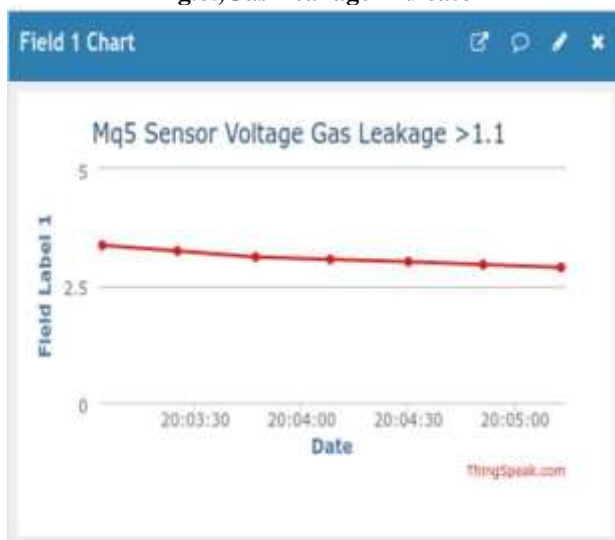 Field 1 Chart
Mq5 Sensor Voltage Gas Leakage >1.1
5
2.5
0
Field Label 1
20:03:30 20:04:00 20:04:30 20:05:00
Date
ThingSpeak.com